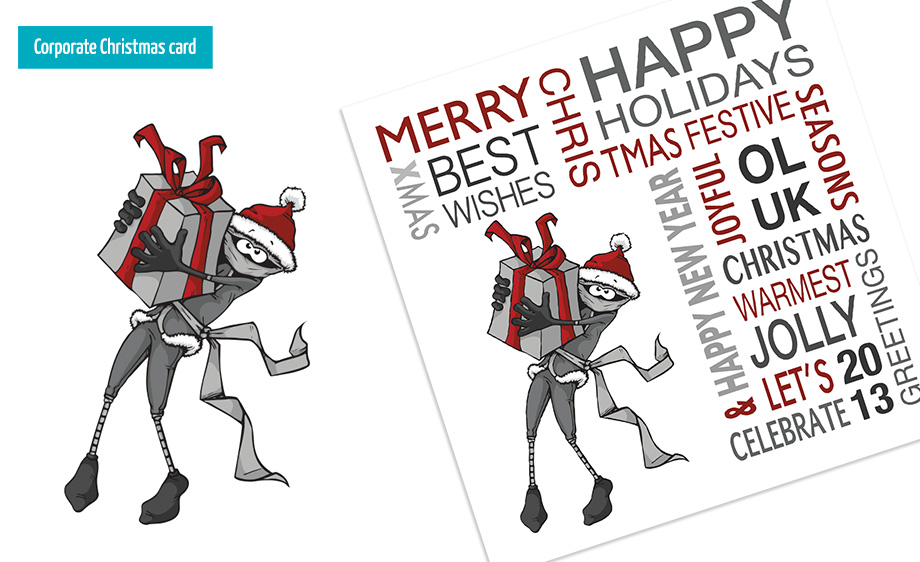 Corporate Christmas card
HAPPY
MERRY
CHRIS
HOLIDAYS
TMAS FESTIVE
SEASONS
XMAS
BEST
WISHES
HAPPY NEW YEAR
JOYFUL
OL
UK
CHRISTMAS
WARMEST
JOLLY
GREETINGS
& LET'S 20
CELEBRATE 13